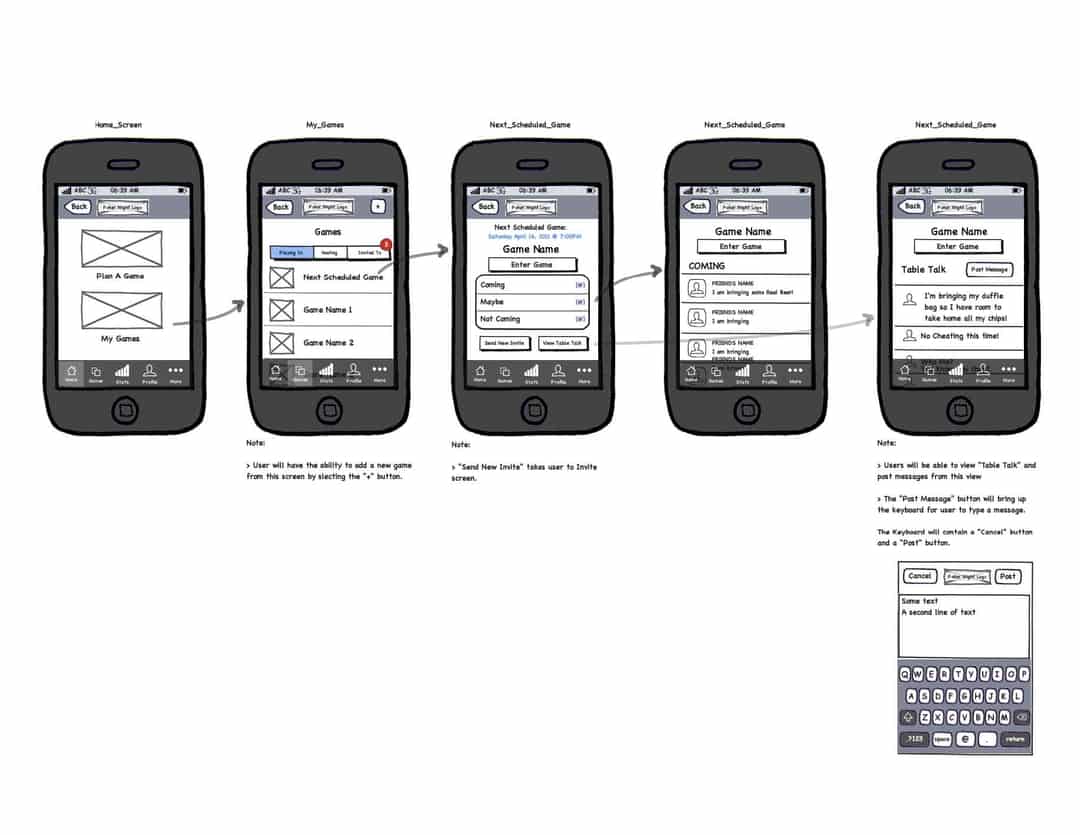 Home_Screen
ABC 3G 06:39 AM
Back
Poker Night Logo
Plan A Game
My Games
Home
Games
Stats
Profile
More
My_Games
ABC 3G 06:39 AM
Back
Poker Night Logo
+
Games
Playing In
Hosting
Invited To
Next Scheduled Game
Game Name 1
Game Name 2
Home
Games
Stats
Profile
More
Note:
> User will have the ability to add a new game
from this screen by slecting the "+" button.
Next_Scheduled_Game
ABC 3G 06:39 AM
Back
Poker Night Logo
Next Scheduled Game:
Saturday April 16, 2011 @ 7:00PM
Game Name
Enter Game
Coming (#)
Maybe (#)
Not Coming (#)
Send New Invite
View Table Talk
Home
Games
Stats
Profile
More
Note:
> "Send New Invite" takes user to Invite
screen.
Next_Scheduled_Game
ABC 3G 06:39 AM
Back
Poker Night Logo
Game Name
Enter Game
COMING
FRIENDS NAME
I am bringing some Root Beer!
FRIENDS NAME
I am bringing
FRIENDS NAME
I am bringing
FRIENDS NAME
Home
Games
Stats
Profile
More
Next_Scheduled_Game
ABC 3G 06:39 AM
Back
Poker Night Logo
Game Name
Enter Game
Table Talk
Post Message
I'm bringing my duffle
bag so I have room to
take home all my chips!
No Cheating this time!
Home
Games
Stats
Profile
More
Note:
> Users will be able to view "Table Talk" and
post messages from this view
> The "Post Message" button will bring up
the keyboard for user to type a message.
The Keyboard will contain a "Cancel" button
and a "Post" button.
Cancel
Poker Night Logo
Post
Some text
A second line of text
Q W E R T Y U I O P
A S D F G H J K L
Z X C V B N M
.?123 space @ . return